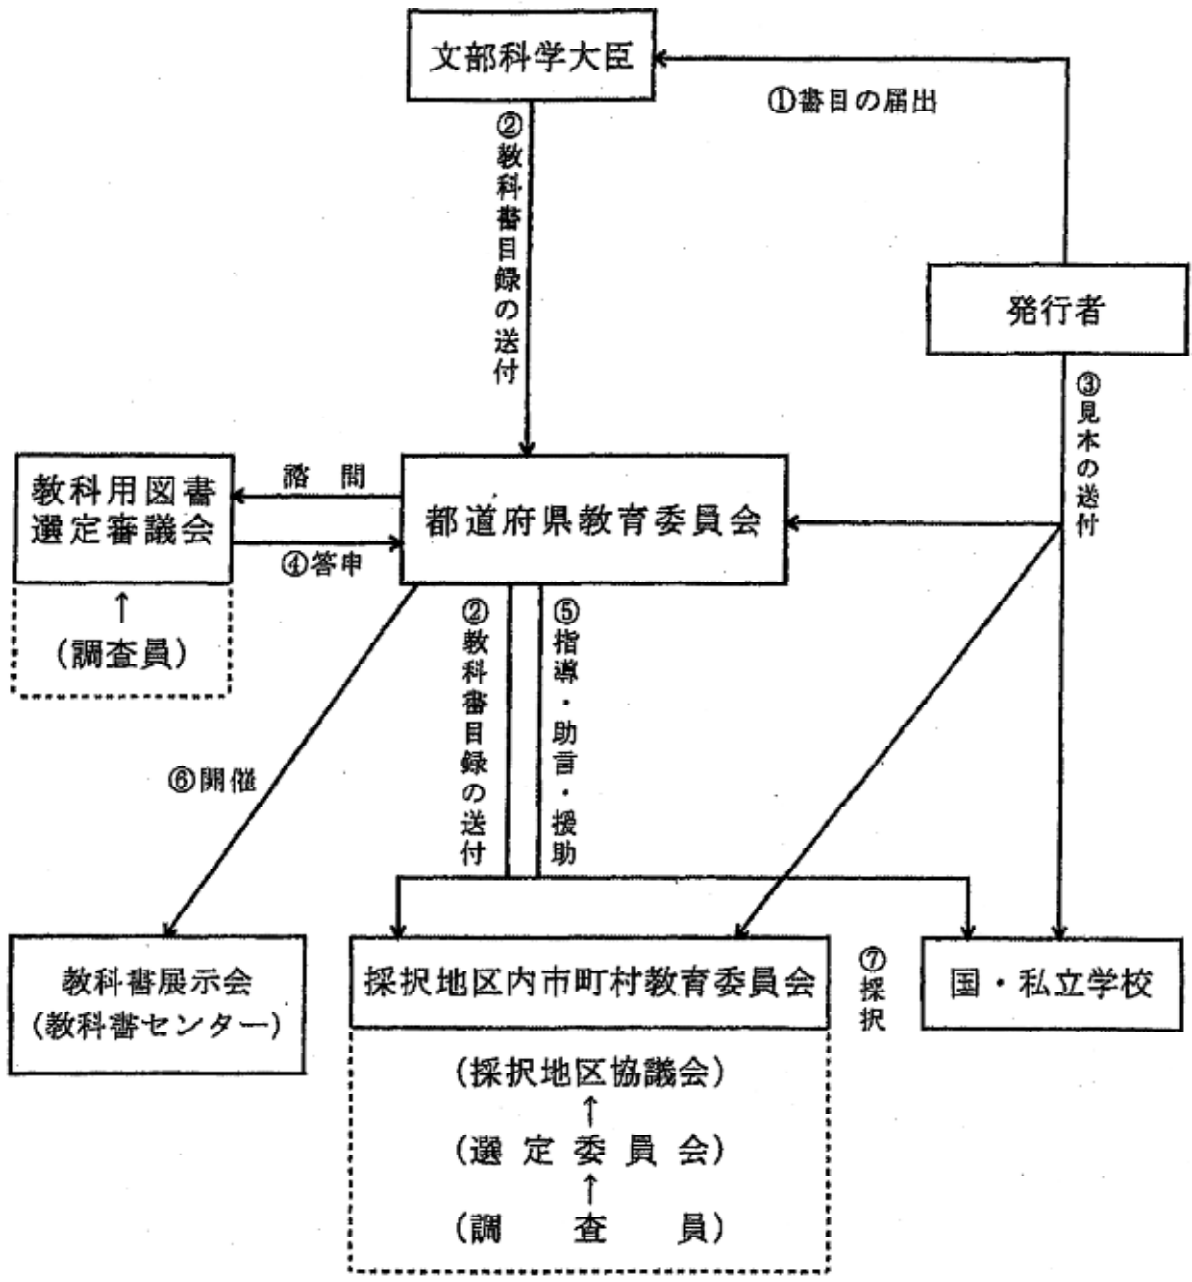 文部科学大臣
①書目の届出
②教科書目録の送付
発行者
③見本の送付
教科用図書
選定審議会
諮 問
④答申
都道府県教育委員会
↑
(調査員)
②教科書目録の送付
⑤指導・助言・援助
⑥開催
教科書展示会
(教科書センター)
採択地区内市町村教育委員会
⑦採択
国・私立学校
(採択地区協議会)
↑
(選 定 委 員 会)
↑
(調 査 員)